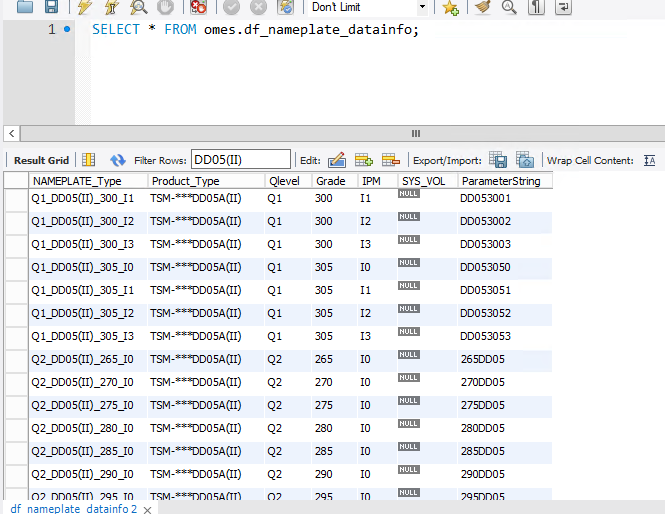 Don't Limit
1 SELECT * FROM omes.df_nameplate_datainfo;
Result Grid Filter Rows: DD05(II) Edit: Export/Import: Wrap Cell Content:
NAMEPLATE_Type Product_Type Qlevel Grade IPM SYS_VOL ParameterString
Q1_DD05(II)_300_I1 TSM-***DD05A(II) Q1 300 I1 NULL DD053001
Q1_DD05(II)_300_I2 TSM-***DD05A(II) Q1 300 I2 NULL DD053002
Q1_DD05(II)_300_I3 TSM-***DD05A(II) Q1 300 I3 NULL DD053003
Q1_DD05(II)_305_I0 TSM-***DD05A(II) Q1 305 I0 NULL DD053050
Q1_DD05(II)_305_I1 TSM-***DD05A(II) Q1 305 I1 NULL DD053051
Q1_DD05(II)_305_I2 TSM-***DD05A(II) Q1 305 I2 NULL DD053052
Q1_DD05(II)_305_I3 TSM-***DD05A(II) Q1 305 I3 NULL DD053053
Q2_DD05(II)_265_I0 TSM-***DD05A(II) Q2 265 I0 NULL 265DD05
Q2_DD05(II)_270_I0 TSM-***DD05A(II) Q2 270 I0 NULL 270DD05
Q2_DD05(II)_275_I0 TSM-***DD05A(II) Q2 275 I0 NULL 275DD05
Q2_DD05(II)_280_I0 TSM-***DD05A(II) Q2 280 I0 NULL 280DD05
Q2_DD05(II)_285_I0 TSM-***DD05A(II) Q2 285 I0 NULL 285DD05
Q2_DD05(II)_290_I0 TSM-***DD05A(II) Q2 290 I0 NULL 290DD05
Q2_DD05(II)_295_I0 TSM-***DD05A(II) Q2 295 I0 NULL 295DD05
df_nameplate_datainfo 2